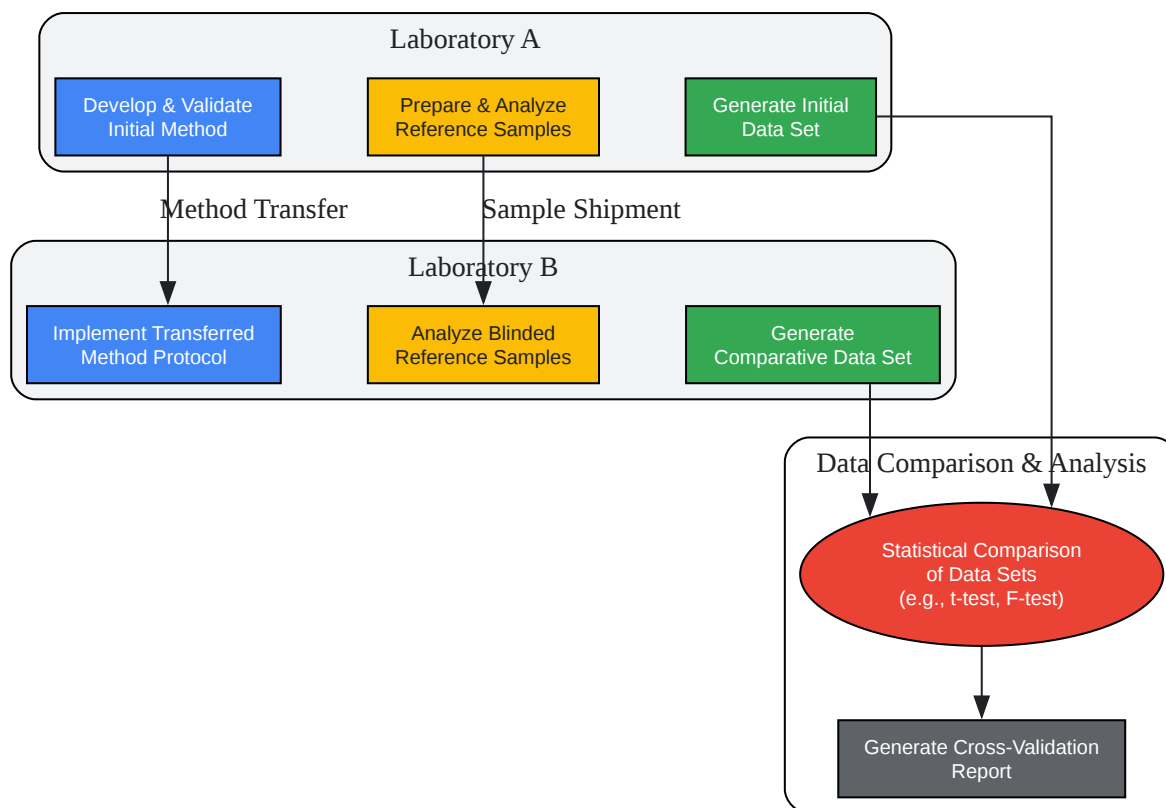 Laboratory A
Develop & Validate
Initial Method
Prepare & Analyze
Reference Samples
Generate Initial
Data Set
Method Transfer
Sample Shipment
Laboratory B
Implement Transferred
Method Protocol
Analyze Blinded
Reference Samples
Generate
Comparative Data Set
Data Comparison & Analysis
Statistical Comparison
of Data Sets
(e.g., t-test, F-test)
Generate Cross-Validation
Report